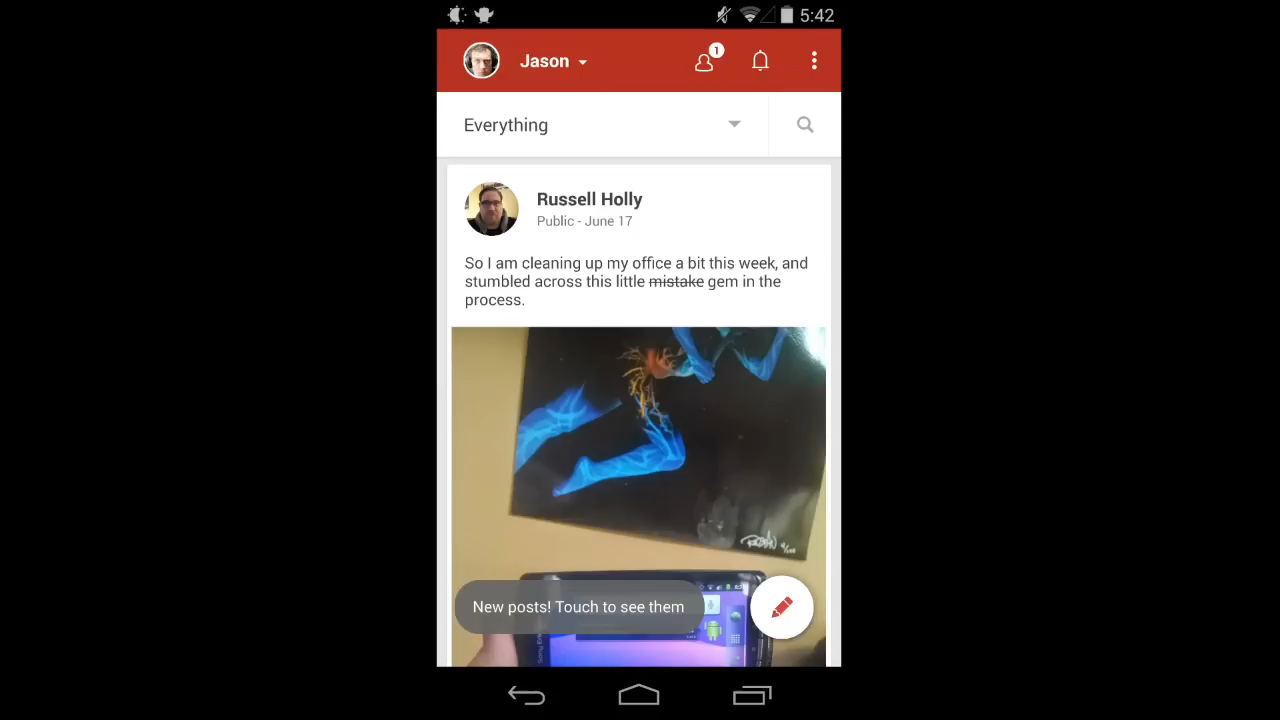 5:42
Jason
1
Everything
Russell Holly
Public - June 17
So I am cleaning up my office a bit this week, and
stumbled across this little mistake gem in the
process.
New posts! Touch to see them